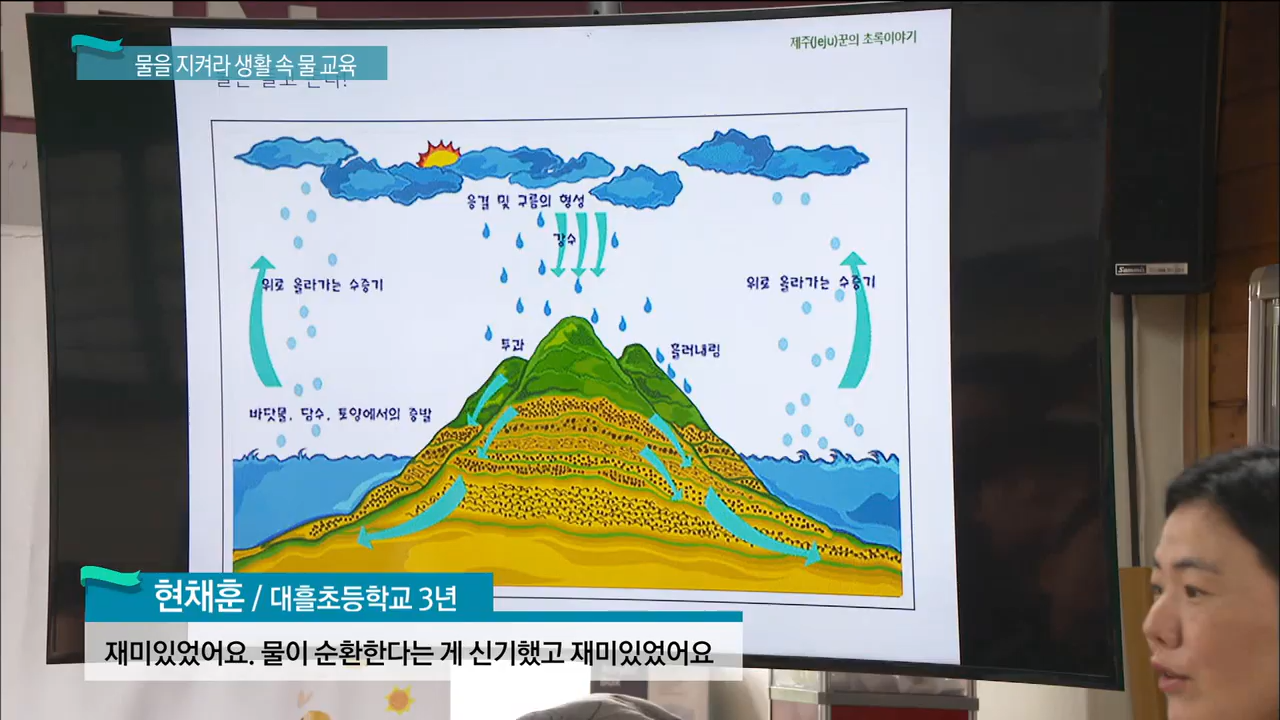 제주(Jeju)꾼의 초록이야기
물을 지켜라 생활 속 물 교육
응결 및 구름의 형성
강수
위로 올라가는 수증기
위로 올라가는 수증기
투과
흘러내림
바닷물, 담수, 토양에서의 증발
현채훈 / 대흘초등학교 3년
재미있었어요. 물이 순환한다는 게 신기했고 재미있었어요